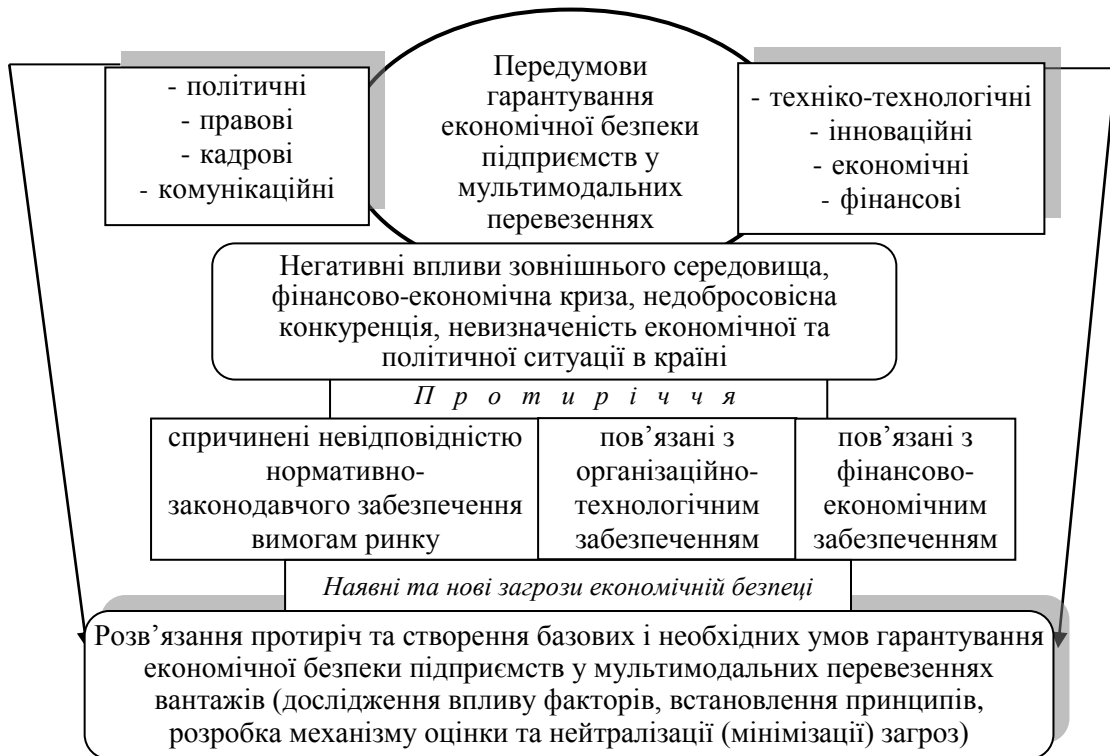 - політичні
- правові
- кадрові
- комунікаційні
Передумови
гарантування
економічної безпеки
підприємств у
мультимодальних
перевезеннях
- техніко-технологічні
- інноваційні
- економічні
- фінансові
Негативні впливи зовнішнього середовища,
фінансово-економічна криза, недобросовісна
конкуренція, невизначеність економічної та
політичної ситуації в країні
П р о т и р і ч ч я
спричинені невідповідністю
нормативно-
законодавчого забезпечення
вимогам ринку
пов’язані з
організаційно-
технологічним
забезпеченням
пов’язані з
фінансово-
економічним
забезпеченням
Наявні та нові загрози економічній безпеці
Розв’язання протиріч та створення базових і необхідних умов гарантування
економічної безпеки підприємств у мультимодальних перевезеннях
вантажів (дослідження впливу факторів, встановлення принципів,
розробка механізму оцінки та нейтралізації (мінімізації) загроз)